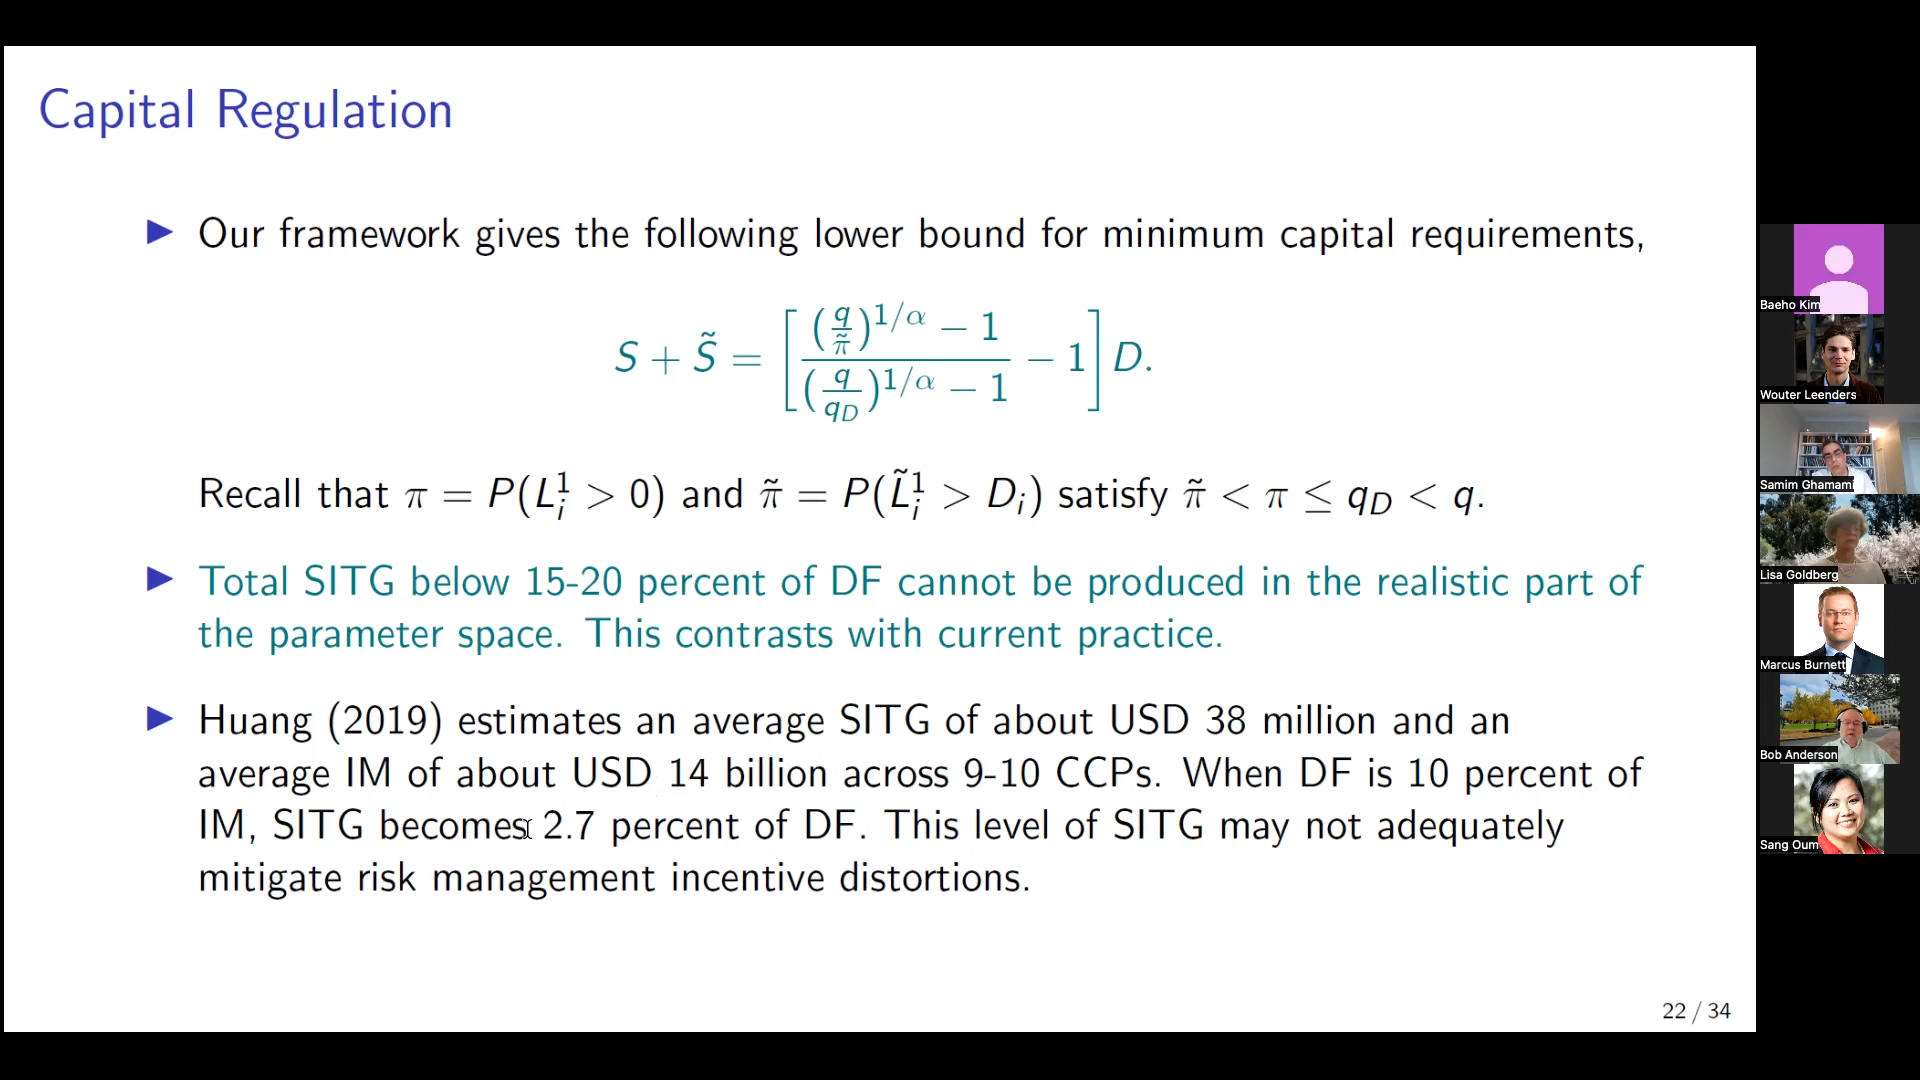 Capital Regulation
▶ Our framework gives the following lower bound for minimum capital requirements,
S + S̃ = [ ((q/π̃)^{1/α} − 1) / ((q/q_D)^{1/α} − 1) − 1 ] D.
Recall that π = P(L_i^1 > 0) and π̃ = P(L̃_i^1 > D_i) satisfy π̃ < π ≤ q_D < q.
▶ Total SITG below 15-20 percent of DF cannot be produced in the realistic part of
the parameter space. This contrasts with current practice.
▶ Huang (2019) estimates an average SITG of about USD 38 million and an
average IM of about USD 14 billion across 9-10 CCPs. When DF is 10 percent of
IM, SITG becomes 2.7 percent of DF. This level of SITG may not adequately
mitigate risk management incentive distortions.
22 / 34
Baeho Kim
Wouter Leenders
Samim Ghamami
Lisa Goldberg
Marcus Burnett
Bob Anderson
Sang Oum